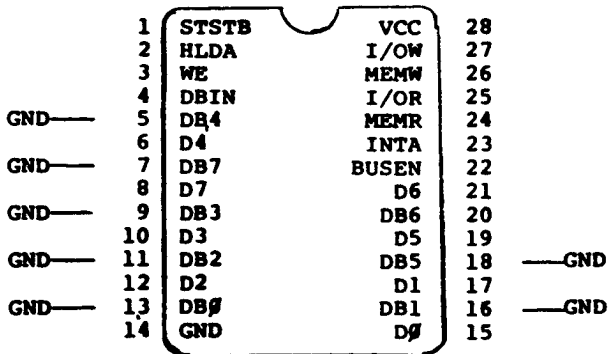 1 STSTB VCC 28
2 HLDA I/OW 27
3 WE MEMW 26
4 DBIN I/OR 25
GND 5 DB4 MEMR 24
6 D4 INTA 23
GND 7 DB7 BUSEN 22
8 D7 D6 21
GND 9 DB3 DB6 20
10 D3 D5 19
GND 11 DB2 DB5 18 GND
12 D2 D1 17
GND 13 DBØ DB1 16 GND
14 GND DØ 15